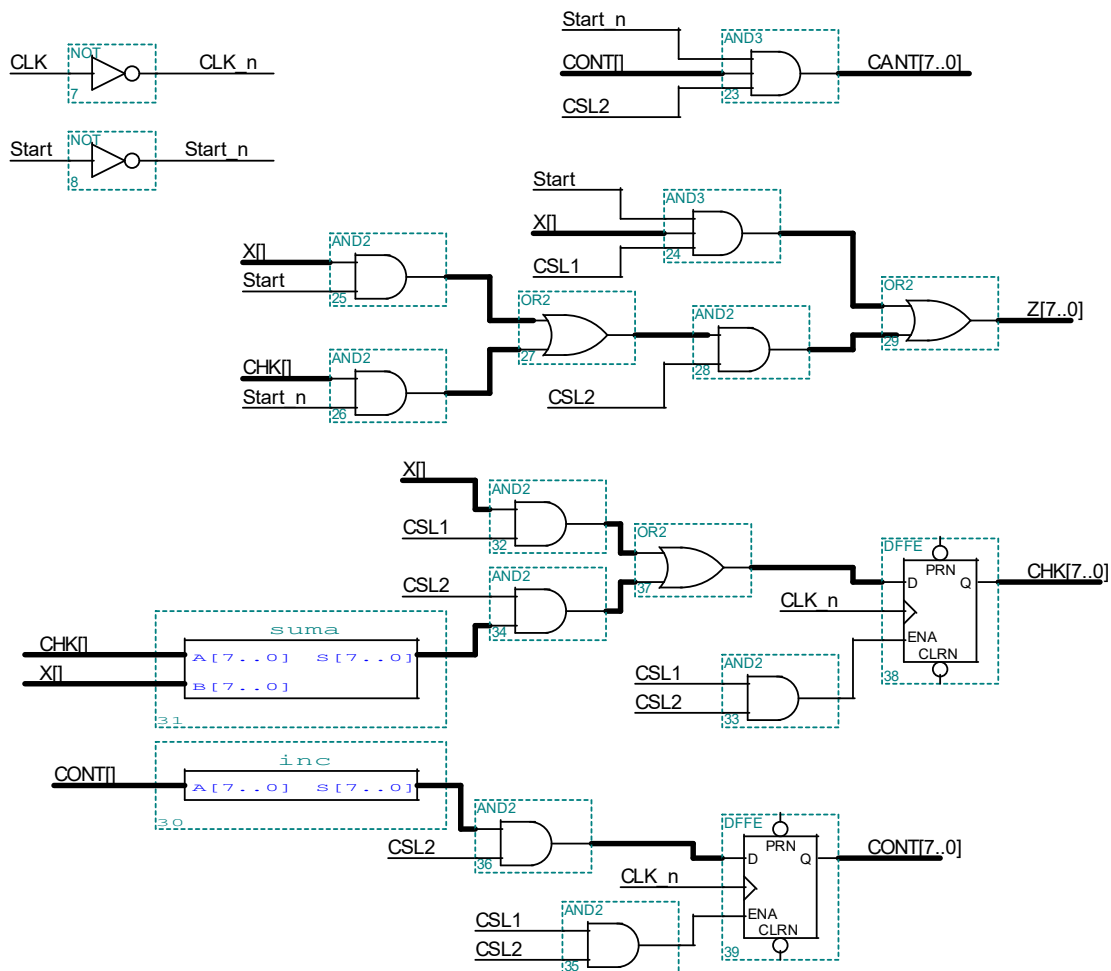 Start_n
NOT
AND3
CLK
CLK_n
CONT[]
CANT[7..0]
7
23
CSL2
NOT
Start
Start_n
8
Start
AND3
X[]
AND2
X[]
24
CSL1
Start
25
OR2
OR2
Z[7..0]
AND2
27
29
AND2
CHK[]
28
Start_n
CSL2
26
X[]
AND2
CSL1
OR2
32
DFFE
PRN
AND2
D
Q
CHK[7..0]
CSL2
37
CLK_n
suma
34
ENA
CHK[]
A[7..0] S[7..0]
AND2
CLRN
X[]
B[7..0]
CSL1
CSL2
33
38
31
inc
CONT[]
A[7..0] S[7..0]
AND2
30
DFFE
PRN
CSL2
D
Q
CONT[7..0]
36
CLK_n
AND2
ENA
CSL1
CLRN
CSL2
35
39